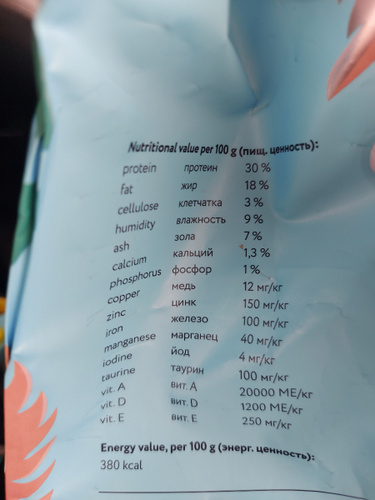 Nutritional value per 100 g (пищ. ценность):
protein протеин 30 %
fat жир 18 %
cellulose клетчатка 3 %
humidity влажность 9 %
ash зола 7 %
calcium кальций 1,3 %
phosphorus фосфор 1 %
copper медь 12 мг/кг
zinc цинк 150 мг/кг
iron железо 100 мг/кг
manganese марганец 40 мг/кг
iodine йод 4 мг/кг
taurine таурин 100 мг/кг
vit. A вит. A 20000 МЕ/кг
vit. D вит. D 1200 МЕ/кг
vit. E вит. E 250 мг/кг
Energy value, per 100 g (энерг. ценность):
380 kcal